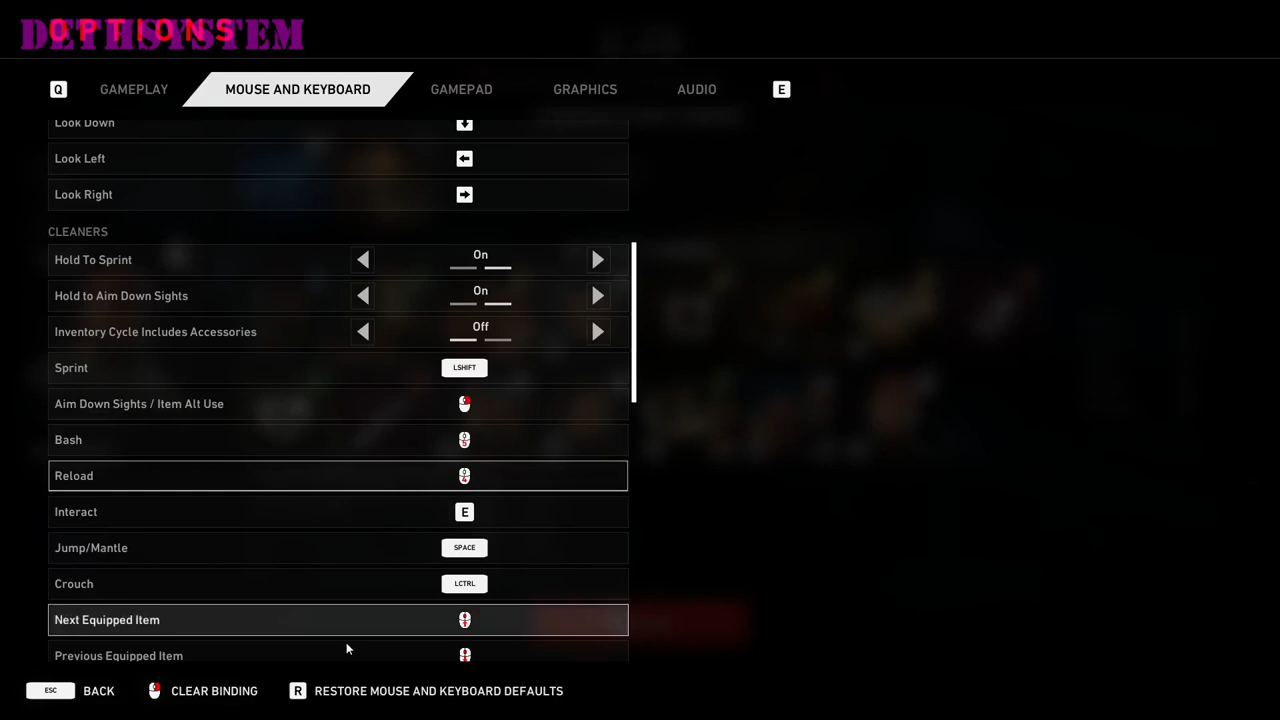 OPTIONS
DETHSYSTEM
Q GAMEPLAY MOUSE AND KEYBOARD GAMEPAD GRAPHICS AUDIO E
Look Down
Look Left
Look Right
CLEANERS
Hold To Sprint On
Hold to Aim Down Sights On
Inventory Cycle Includes Accessories Off
Sprint LSHIFT
Aim Down Sights / Item Alt Use
Bash 5
Reload 4
Interact E
Jump/Mantle SPACE
Crouch LCTRL
Next Equipped Item
Previous Equipped Item
ESC BACK CLEAR BINDING R RESTORE MOUSE AND KEYBOARD DEFAULTS